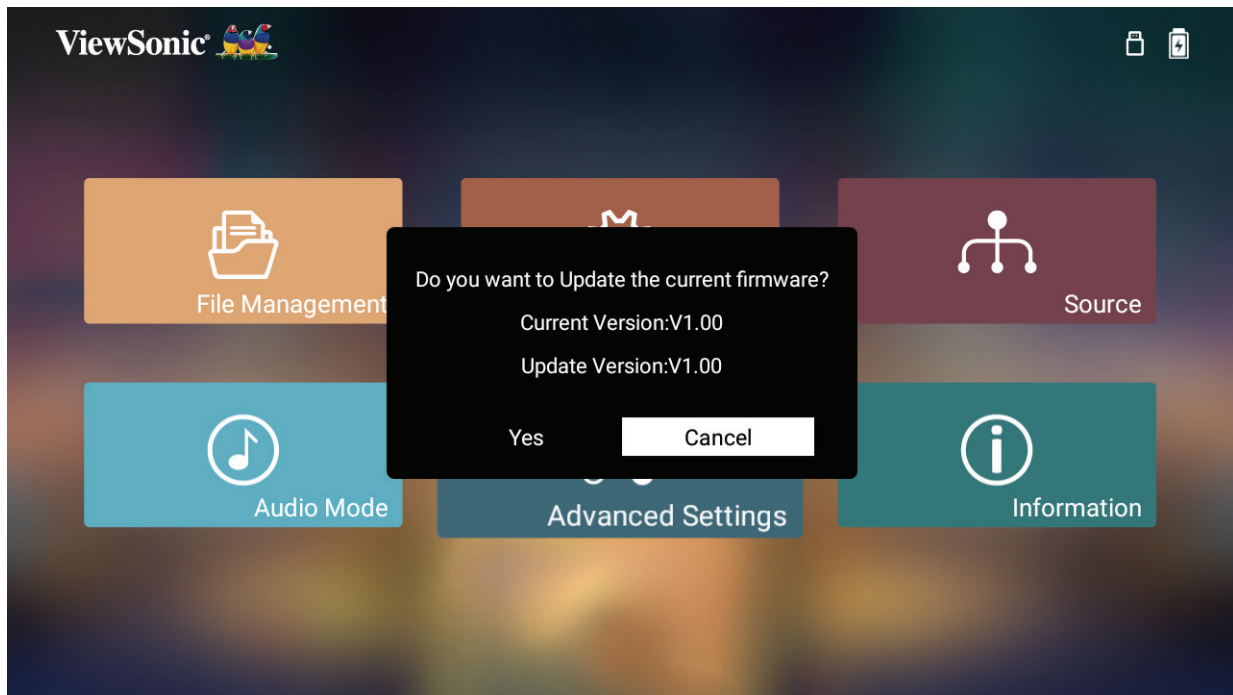 ViewSonic®
File Management
Source
Do you want to Update the current firmware?
Current Version:V1.00
Update Version:V1.00
Yes
Cancel
Audio Mode
Advanced Settings
Information